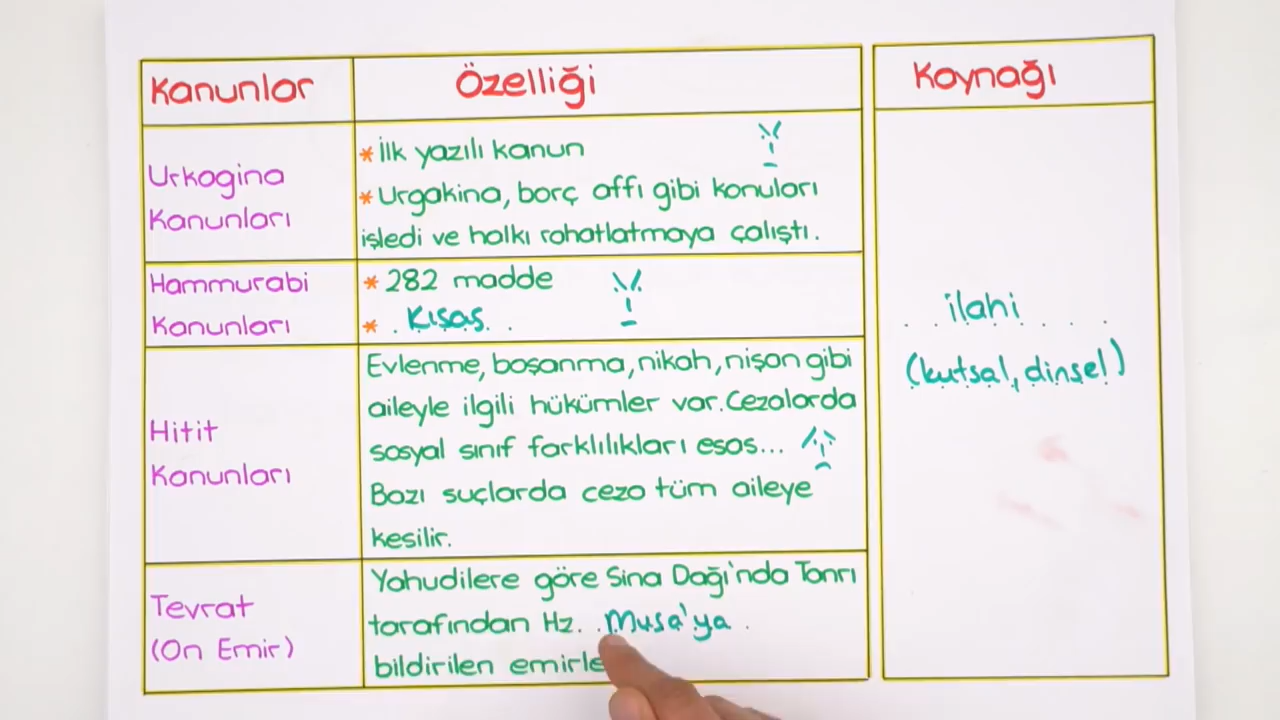 Kanunlar
Özelliği
Kaynağı
Urkagina
Kanunları
* İlk yazılı kanun
* Urgakina, borç affı gibi konuları
işledi ve halkı rahatlatmaya çalıştı.
Hammurabi
Kanunları
* 282 madde
* . Kısas. .
Hitit
Kanunları
Evlenme, boşanma, nikah, nişan gibi
aileyle ilgili hükümler var. Cezalarda
sosyal sınıf farklılıkları esas...
Bazı suçlarda ceza tüm aileye
kesilir.
Tevrat
(On Emir)
Yahudilere göre Sina Dağı'nda Tanrı
tarafından Hz. . Musa'ya .
bildirilen emirle
ilahi
(kutsal, dinsel)